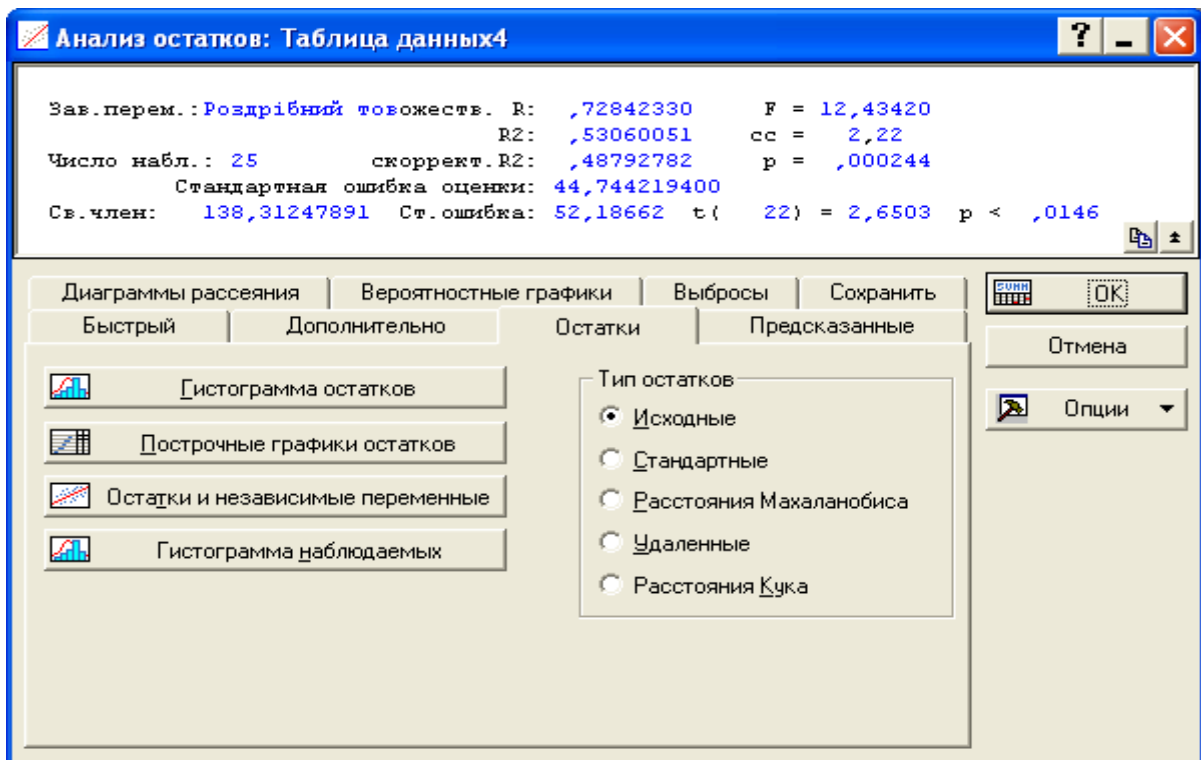 Анализ остатков: Таблица данных4
Зав.перем.:Роздрібний товожеств. R: ,72842330 F = 12,43420
R2: ,53060051 сс = 2,22
Число набл.: 25 скоррект.R2: ,48792782 p = ,000244
Стандартная ошибка оценки: 44,744219400
Св.член: 138,31247891 Ст.ошибка: 52,18662 t( 22) = 2,6503 p < ,0146
Диаграммы рассеяния Вероятностные графики Выбросы Сохранить
Быстрый Дополнительно Остатки Предсказанные
Гистограмма остатков
Построчные графики остатков
Остатки и независимые переменные
Гистограмма наблюдаемых
Тип остатков
Исходные
Стандартные
Расстояния Махаланобиса
Удаленные
Расстояния Кука
SUMM OK
Отмена
Опции